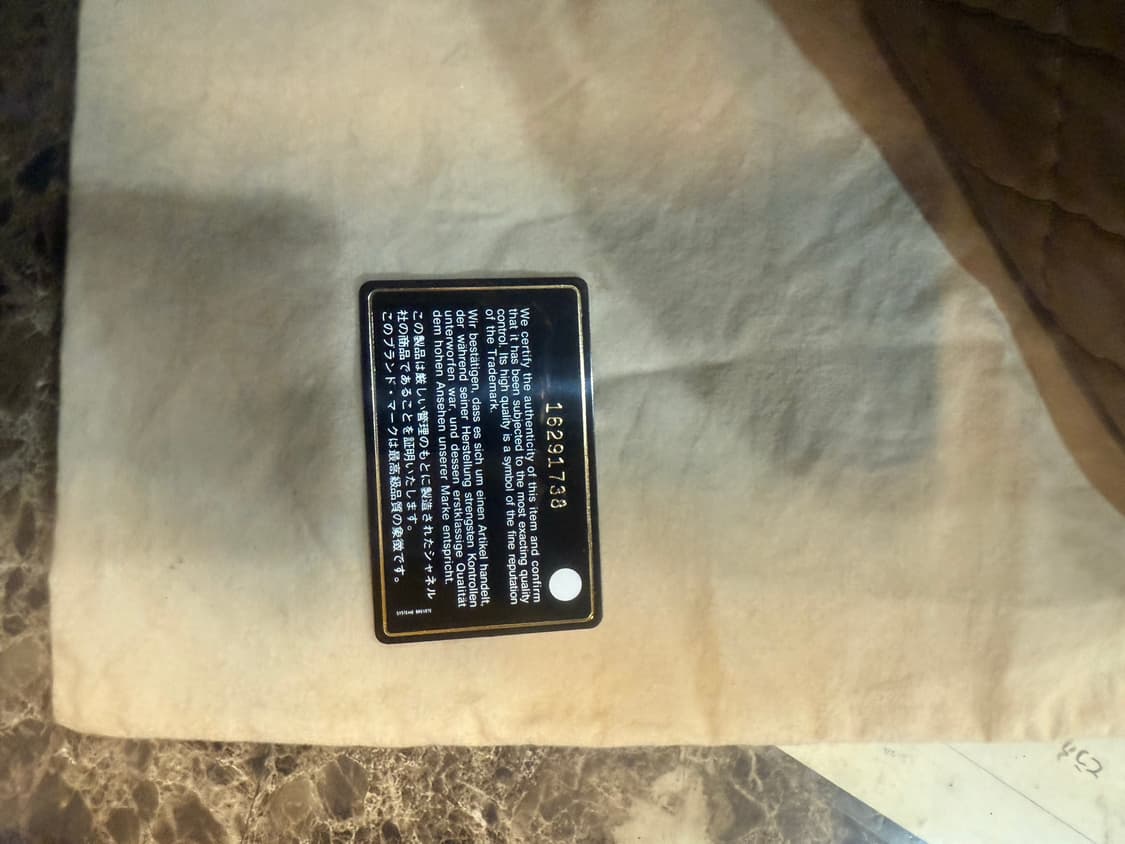 16291738
We certify the authenticity of this item and confirm
that it has been subjected to the most exacting quality
control. Its high quality is a symbol of the fine reputation
of the Trademark.
Wir bestätigen, dass es sich um einen Artikel handelt,
der während seiner Herstellung strengsten Kontrollen
unterworfen war, und dessen erstklassige Qualität
dem hohen Ansehen unserer Marke entspricht.
この製品は厳しい管理のもとに製造されたシャネル
社の商品であることを証明いたします。
このブランド・マークは最高級品質の象徴です。
SYSTEME BREVETE